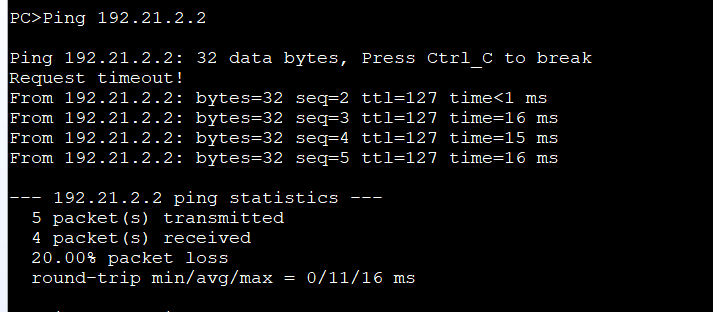 PC>Ping 192.21.2.2
Ping 192.21.2.2: 32 data bytes, Press Ctrl_C to break
Request timeout!
From 192.21.2.2: bytes=32 seq=2 ttl=127 time<1 ms
From 192.21.2.2: bytes=32 seq=3 ttl=127 time=16 ms
From 192.21.2.2: bytes=32 seq=4 ttl=127 time=15 ms
From 192.21.2.2: bytes=32 seq=5 ttl=127 time=16 ms
--- 192.21.2.2 ping statistics ---
5 packet(s) transmitted
4 packet(s) received
20.00% packet loss
round-trip min/avg/max = 0/11/16 ms